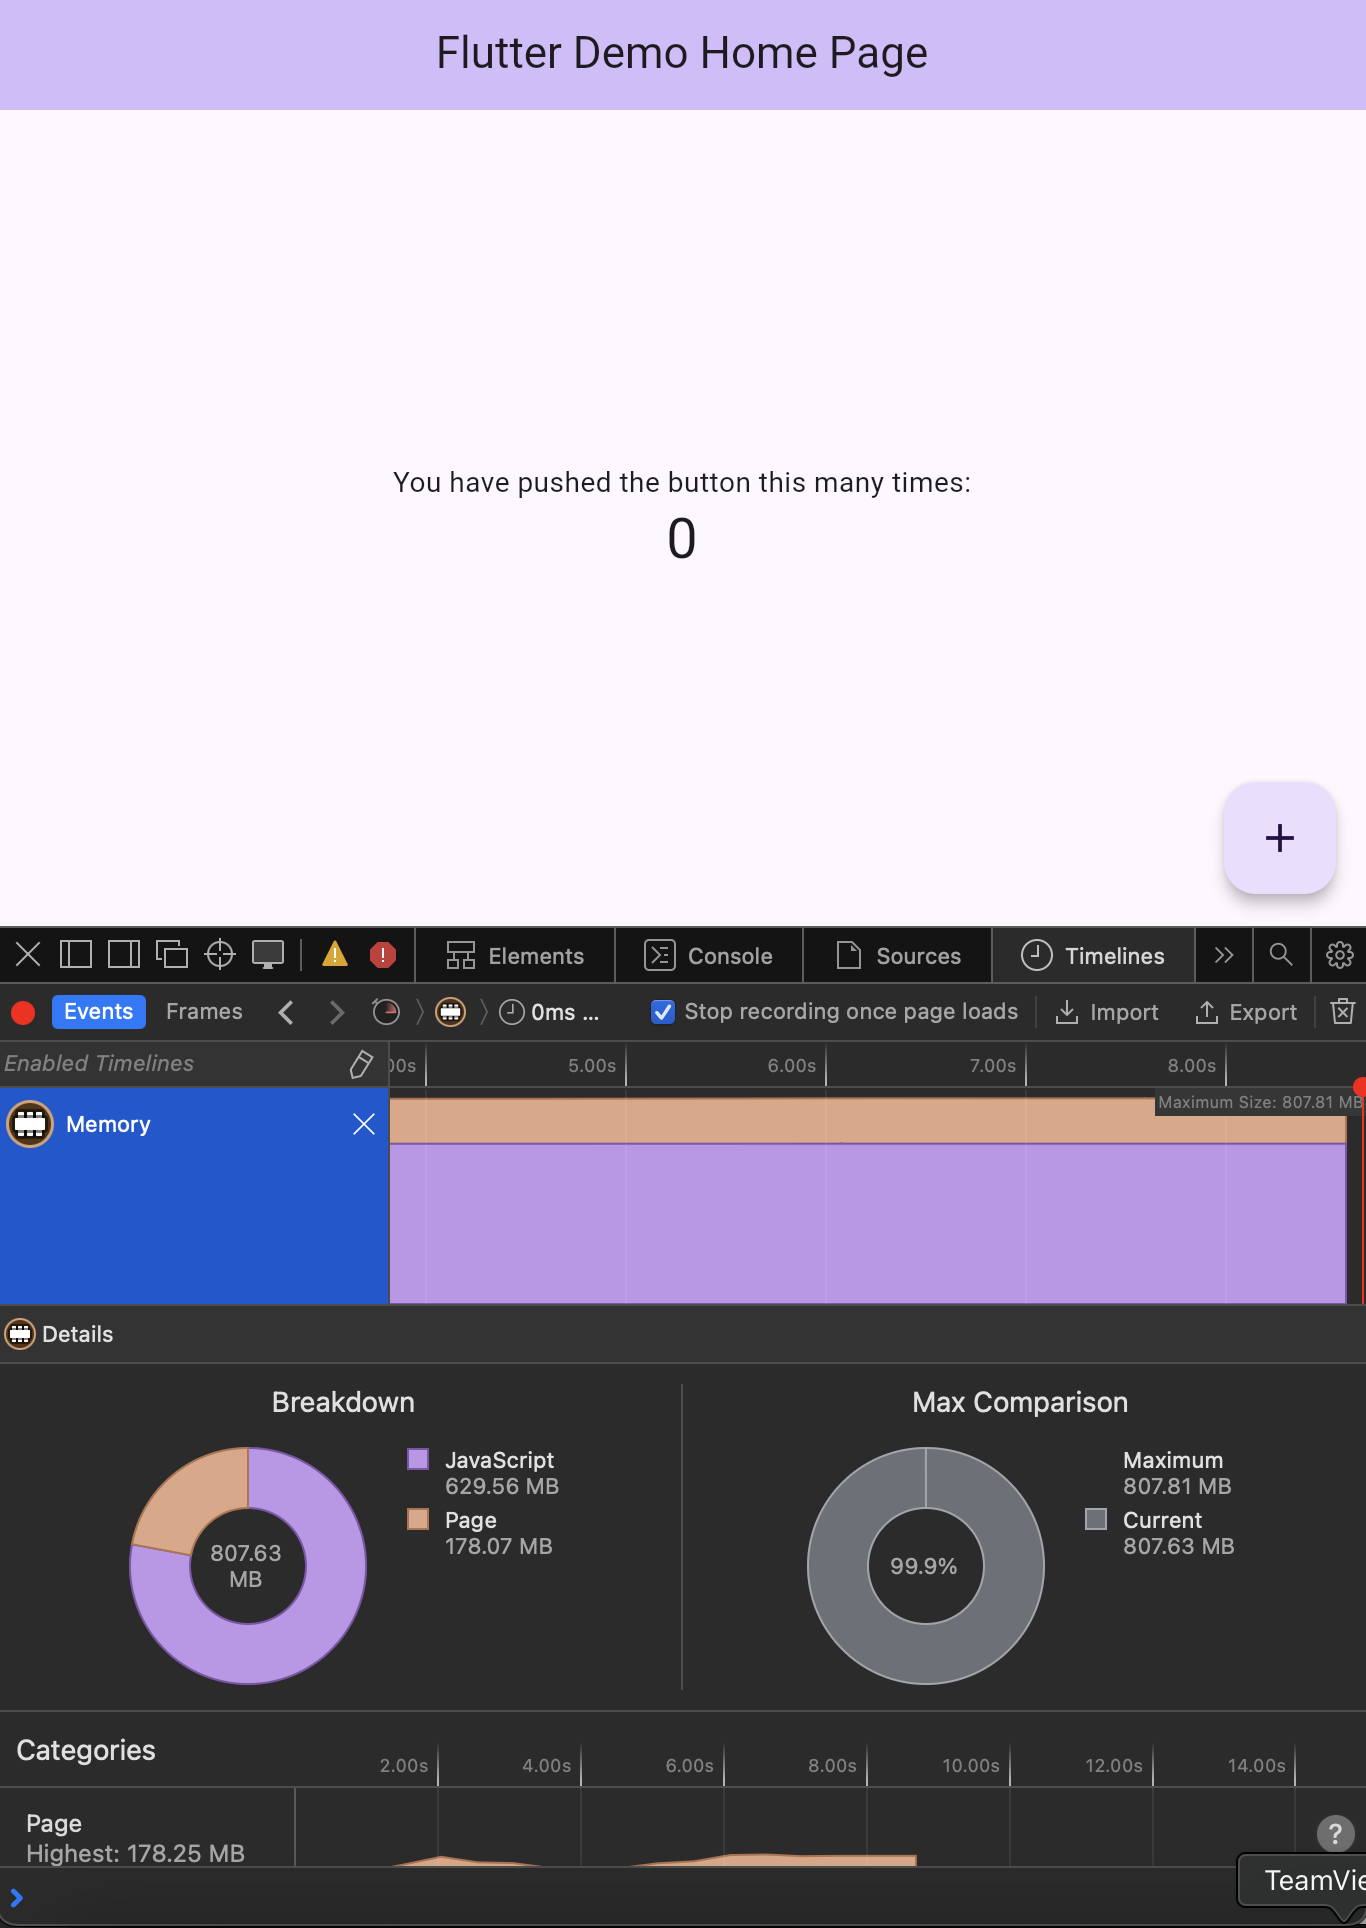 Flutter Demo Home Page
You have pushed the button this many times:
0
+
Elements
Console
Sources
Timelines
Events
Frames
0ms ...
Stop recording once page loads
Import
Export
Enabled Timelines
5.00s
6.00s
7.00s
8.00s
Memory
Maximum Size: 807.81 MB
Details
Breakdown
807.63
MB
JavaScript
629.56 MB
Page
178.07 MB
Max Comparison
99.9%
Maximum
807.81 MB
Current
807.63 MB
Categories
2.00s
4.00s
6.00s
8.00s
10.00s
12.00s
14.00s
Page
Highest: 178.25 MB
?
TeamVie